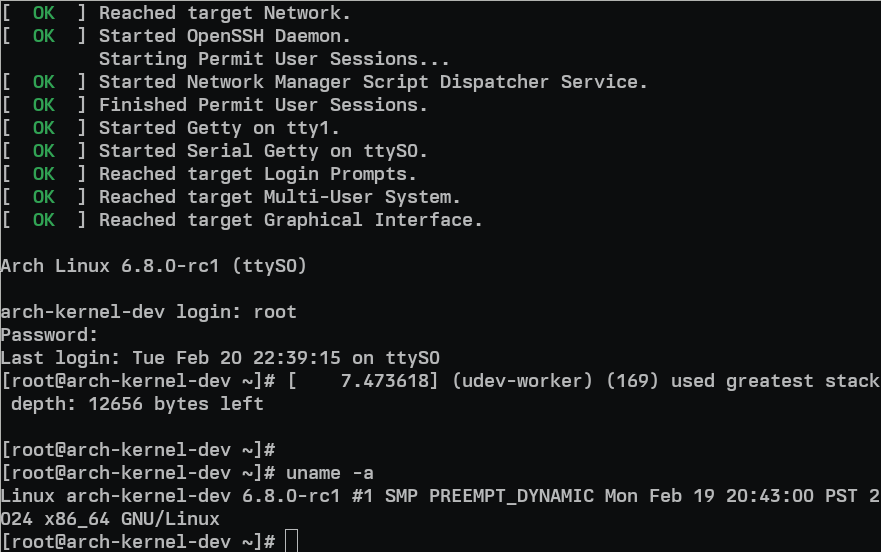 [  OK  ] Reached target Network.
[  OK  ] Started OpenSSH Daemon.
         Starting Permit User Sessions...
[  OK  ] Started Network Manager Script Dispatcher Service.
[  OK  ] Finished Permit User Sessions.
[  OK  ] Started Getty on tty1.
[  OK  ] Started Serial Getty on ttyS0.
[  OK  ] Reached target Login Prompts.
[  OK  ] Reached target Multi-User System.
[  OK  ] Reached target Graphical Interface.

Arch Linux 6.8.0-rc1 (ttyS0)

arch-kernel-dev login: root
Password:
Last login: Tue Feb 20 22:39:15 on ttyS0
[root@arch-kernel-dev ~]# [    7.473618] (udev-worker) (169) used greatest stack
 depth: 12656 bytes left

[root@arch-kernel-dev ~]#
[root@arch-kernel-dev ~]# uname -a
Linux arch-kernel-dev 6.8.0-rc1 #1 SMP PREEMPT_DYNAMIC Mon Feb 19 20:43:00 PST 2
024 x86_64 GNU/Linux
[root@arch-kernel-dev ~]#